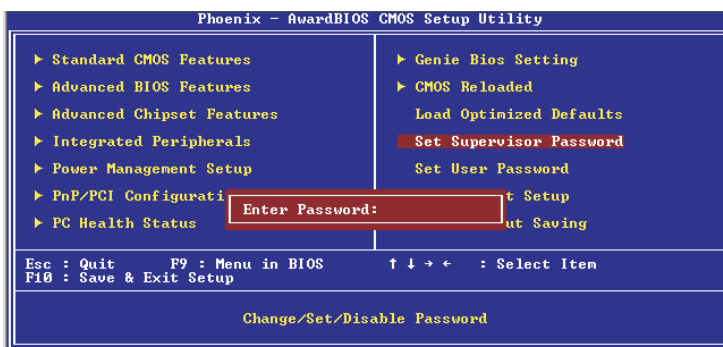 Phoenix - AwardBIOS CMOS Setup Utility
▶ Standard CMOS Features
▶ Advanced BIOS Features
▶ Advanced Chipset Features
▶ Integrated Peripherals
▶ Power Management Setup
▶ PnP/PCI Configurati
▶ PC Health Status
▶ Genie Bios Setting
▶ CMOS Reloaded
Load Optimized Defaults
Set Supervisor Password
Set User Password
t Setup
ut Saving
Enter Password:
Esc : Quit F9 : Menu in BIOS ↑ ↓ → ← : Select Item
F10 : Save & Exit Setup
Change/Set/Disable Password